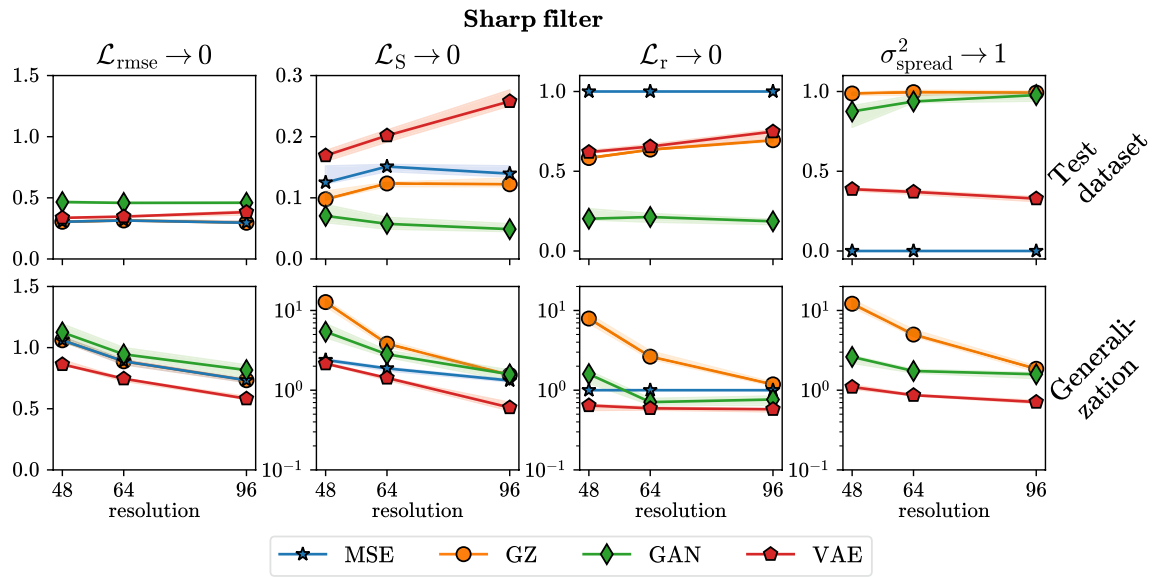 Sharp filter
ℒ_rmse → 0 ℒ_S → 0 ℒ_r → 0 σ²_spread → 1
1.5 1.0 0.5 0.0
0.3 0.2 0.1 0.0
1.0 0.5 0.0
1.0 0.5 0.0
Test
dataset
1.5 1.0 0.5 0.0
10¹ 10⁰ 10⁻¹
10¹ 10⁰ 10⁻¹
10¹ 10⁰ 10⁻¹
Generali-
zation
48 64 96 48 64 96 48 64 96 48 64 96
resolution resolution resolution resolution
MSE GZ GAN VAE